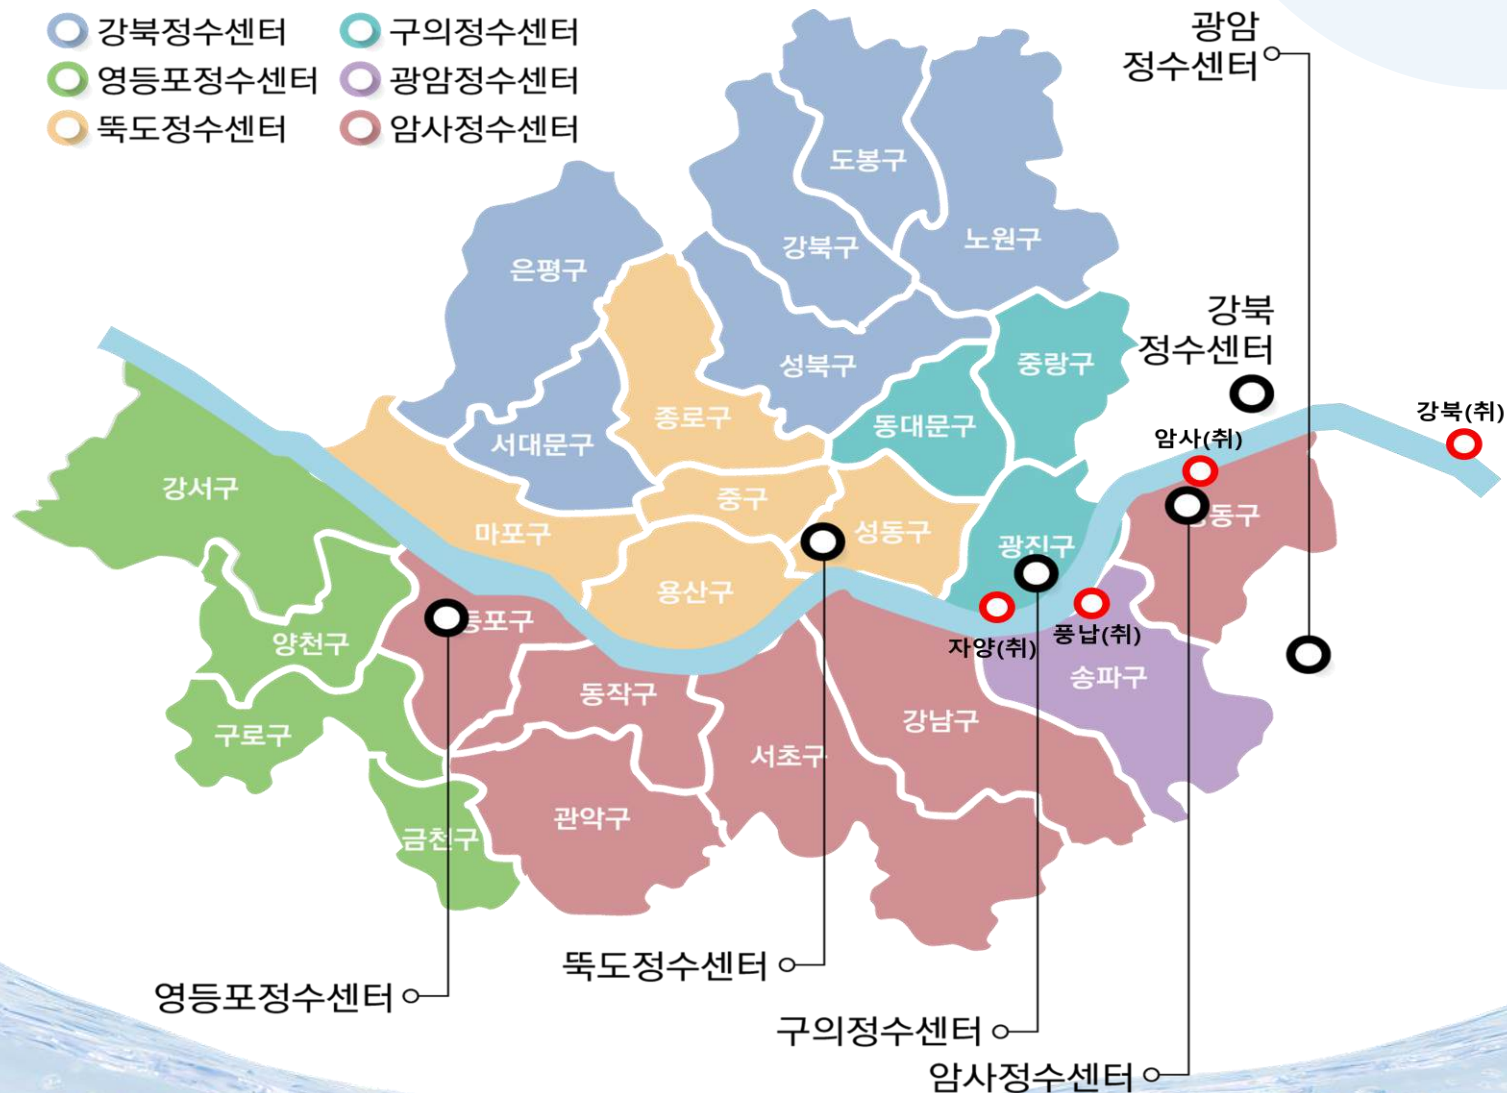 강북정수센터
구의정수센터
영등포정수센터
광암정수센터
뚝도정수센터
암사정수센터
광암
정수센터
도봉구
노원구
강북구
은평구
강북
정수센터
성북구
중랑구
종로구
동대문구
서대문구
강북(취)
암사(취)
강서구
중구
마포구
성동구
동구
광진구
용산구
등포구
양천구
자양(취)
풍납(취)
송파구
동작구
강남구
구로구
서초구
관악구
금천구
뚝도정수센터
영등포정수센터
구의정수센터
암사정수센터